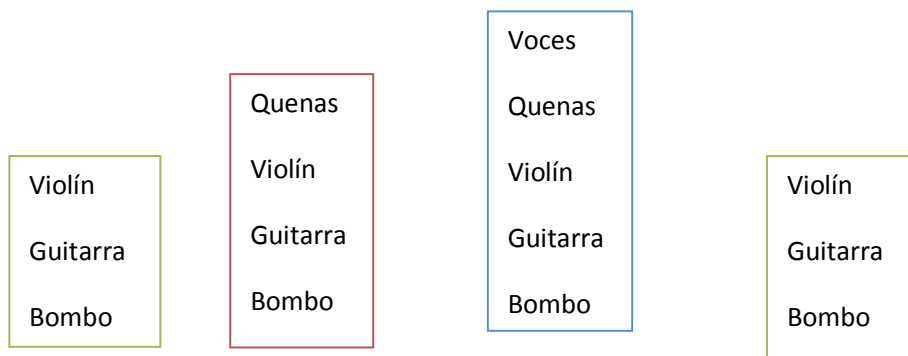 Violín
Guitarra
Bombo
Quenas
Violín
Guitarra
Bombo
Voces
Quenas
Violín
Guitarra
Bombo
Violín
Guitarra
Bombo